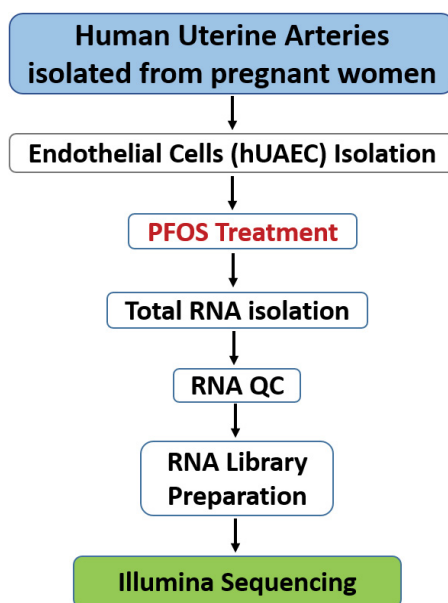 Human Uterine Arteries
isolated from pregnant women
Endothelial Cells (hUAEC) Isolation
PFOS Treatment
Total RNA isolation
RNA QC
RNA Library
Preparation
Illumina Sequencing